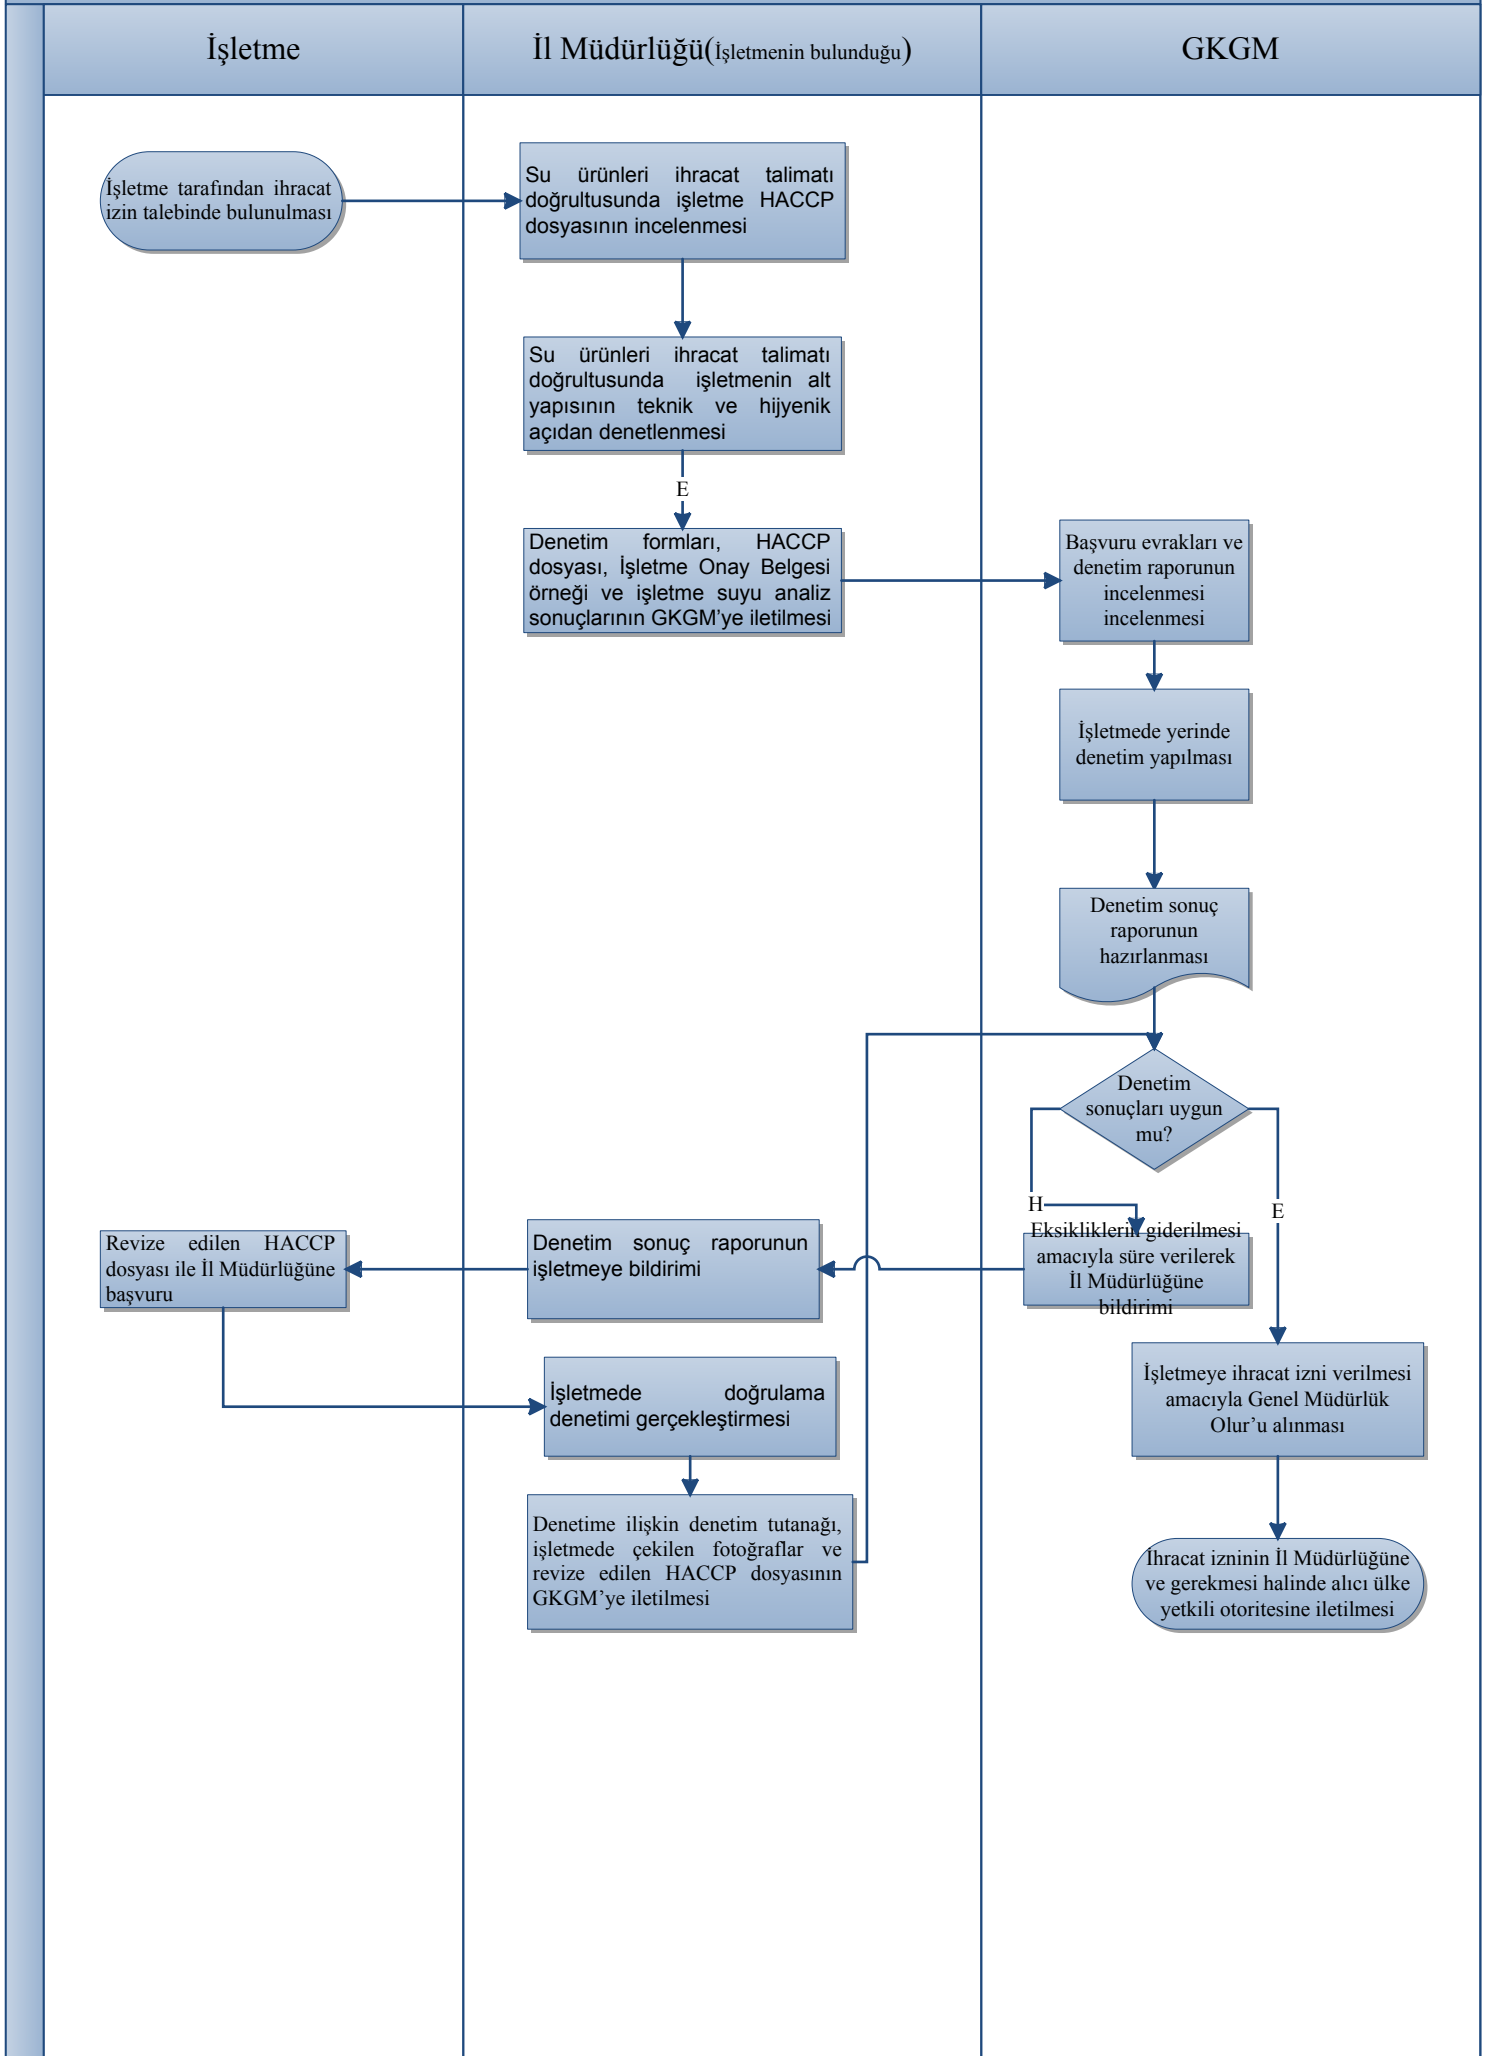 İşletme
İl Müdürlüğü(İşletmenin bulunduğu)
GKGM
İşletme tarafından ihracat
izin talebinde bulunulması
Su ürünleri ihracat talimatı
doğrultusunda işletme HACCP
dosyasının incelenmesi
Su ürünleri ihracat talimatı
doğrultusunda işletmenin alt
yapısının teknik ve hijyenik
açıdan denetlenmesi
E
Denetim formları, HACCP
dosyası, İşletme Onay Belgesi
örneği ve işletme suyu analiz
sonuçlarının GKGM’ye iletilmesi
Başvuru evrakları ve
denetim raporunun
incelenmesi
incelenmesi
İşletmede yerinde
denetim yapılması
Denetim sonuç
raporunun
hazırlanması
Denetim
sonuçları uygun
mu?
H
E
Eksikliklerin giderilmesi
amacıyla süre verilerek
İl Müdürlüğüne
bildirimi
Denetim sonuç raporunun
işletmeye bildirimi
Revize edilen HACCP
dosyası ile İl Müdürlüğüne
başvuru
İşletmede doğrulama
denetimi gerçekleştirmesi
Denetime ilişkin denetim tutanağı,
işletmede çekilen fotoğraflar ve
revize edilen HACCP dosyasının
GKGM’ye iletilmesi
İşletmeye ihracat izni verilmesi
amacıyla Genel Müdürlük
Olur’u alınması
İhracat izninin İl Müdürlüğüne
ve gerekmesi halinde alıcı ülke
yetkili otoritesine iletilmesi